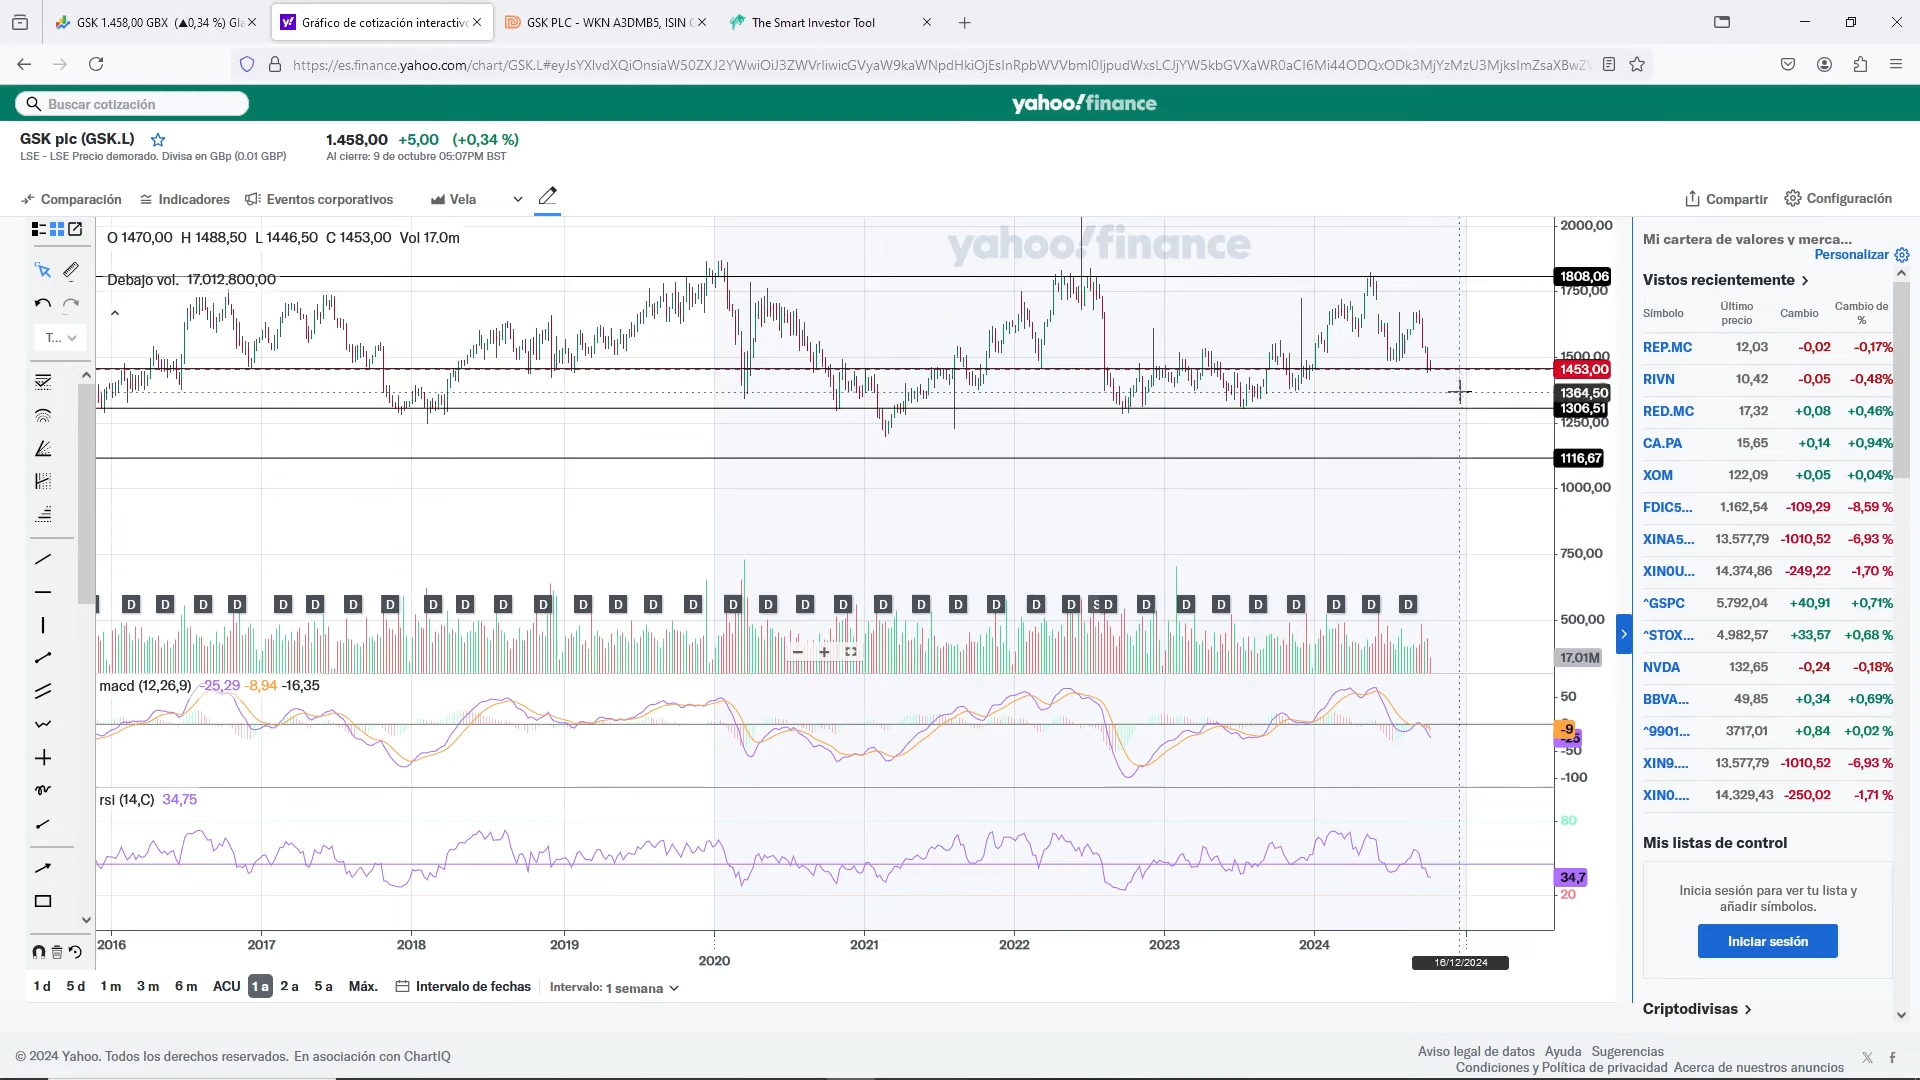 GSK 1.458,00 GBX (▲0,34 %) Gla
Gráfico de cotización interactivo
GSK PLC - WKN A3DMB5, ISIN
The Smart Investor Tool
https://es.finance.yahoo.com/chart/GSK.L#
Buscar cotización
yahoo!finance
GSK plc (GSK.L)
1.458,00 +5,00 (+0,34 %)
LSE - LSE Precio demorado. Divisa en GBp (0.01 GBP)
Al cierre: 9 de octubre 05:07PM BST
Comparación
Indicadores
Eventos corporativos
Vela
Compartir
Configuración
O 1470,00 H 1488,50 L 1446,50 C 1453,00 Vol 17.0m
Debajo vol. 17.012.800,00
yahoo!finance
T...
2000,00
1808,06
1750,00
1500,00
1453,00
1364,50
1306,51
1250,00
1116,67
1000,00
750,00
500,00
17.01M
D D D D D D D D D D D D D D D D D D D D D D D D D D S D D D D D D D D D
macd (12,26,9) -25,29 -8,94 -16,35
50
-9
-25
-50
-100
rsi (14,C) 34,75
80
34,7
20
2016 2017 2018 2019 2020 2021 2022 2023 2024
16/12/2024
1 d 5 d 1 m 3 m 6 m ACU 1 a 2 a 5 a Máx. Intervalo de fechas Intervalo: 1 semana
Mi cartera de valores y merca...
Personalizar
Vistos recientemente
Símbolo Último precio Cambio Cambio de %
REP.MC 12,03 -0,02 -0,17%
RIVN 10,42 -0,05 -0,48%
RED.MC 17,32 +0,08 +0,46%
CA.PA 15,65 +0,14 +0,94%
XOM 122,09 +0,05 +0,04%
FDIC5... 1.162,54 -109,29 -8,59 %
XINA5... 13.577,79 -1010,52 -6,93 %
XIN0U... 14.374,86 -249,22 -1,70 %
^GSPC 5.792,04 +40,91 +0,71%
^STOX... 4.982,57 +33,57 +0,68 %
NVDA 132,65 -0,24 -0,18%
BBVA... 49,85 +0,34 +0,69%
^9901... 3717,01 +0,84 +0,02 %
XIN9.... 13.577,79 -1010,52 -6,93 %
XIN0.... 14.329,43 -250,02 -1,71 %
Mis listas de control
Inicia sesión para ver tu lista y
añadir símbolos.
Iniciar sesión
Criptodivisas
© 2024 Yahoo. Todos los derechos reservados. En asociación con ChartIQ
Aviso legal de datos Ayuda Sugerencias
Condiciones y Política de privacidad Acerca de nuestros anuncios